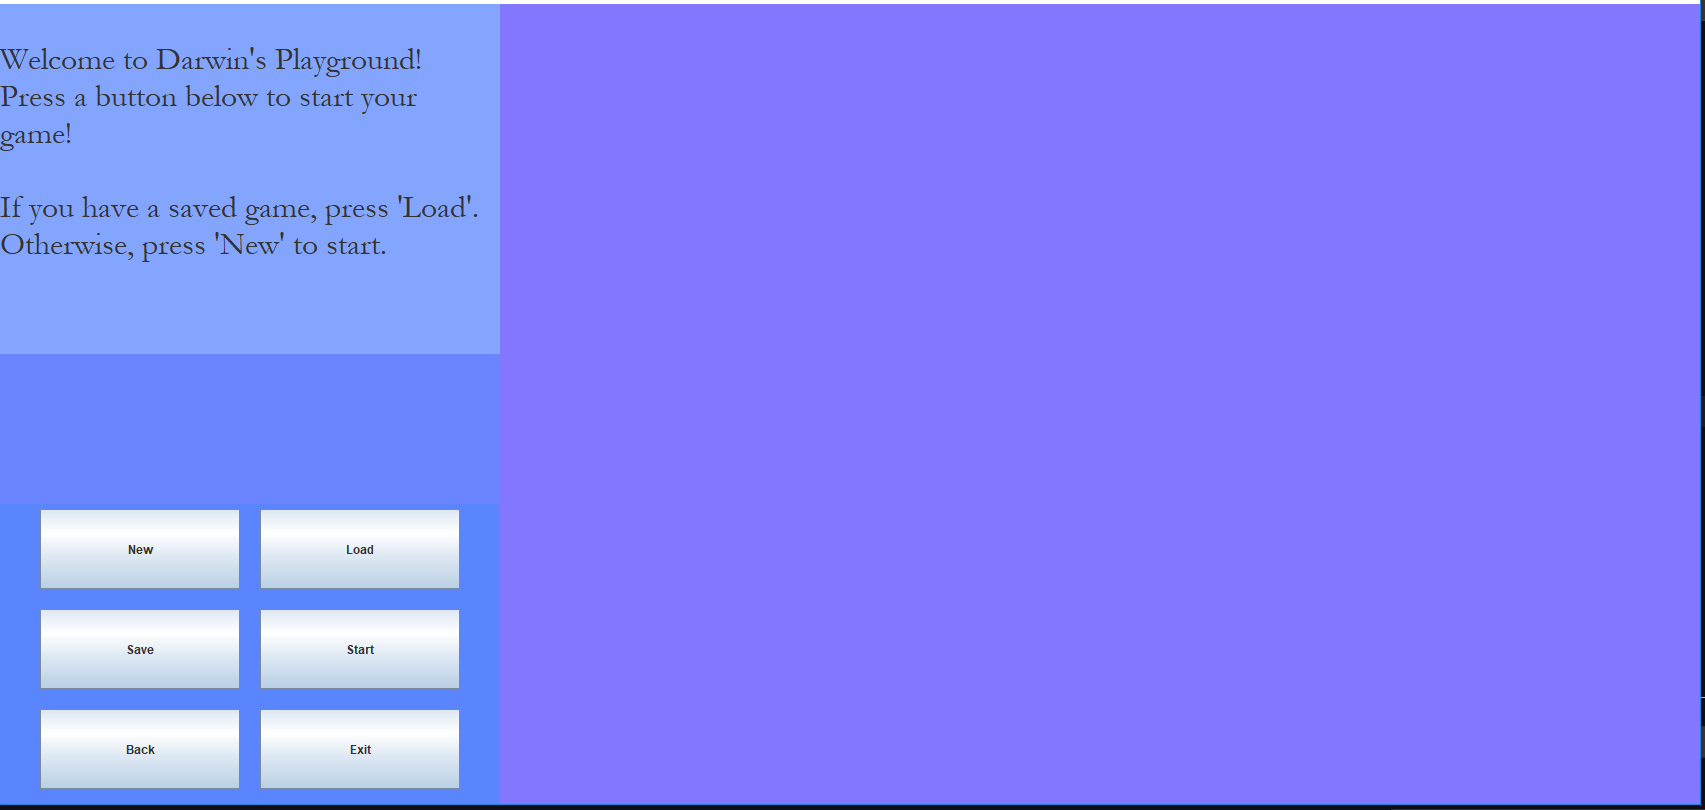 Welcome to Darwin's Playground!
Press a button below to start your
game!
If you have a saved game, press 'Load'.
Otherwise, press 'New' to start.
New
Load
Save
Start
Back
Exit